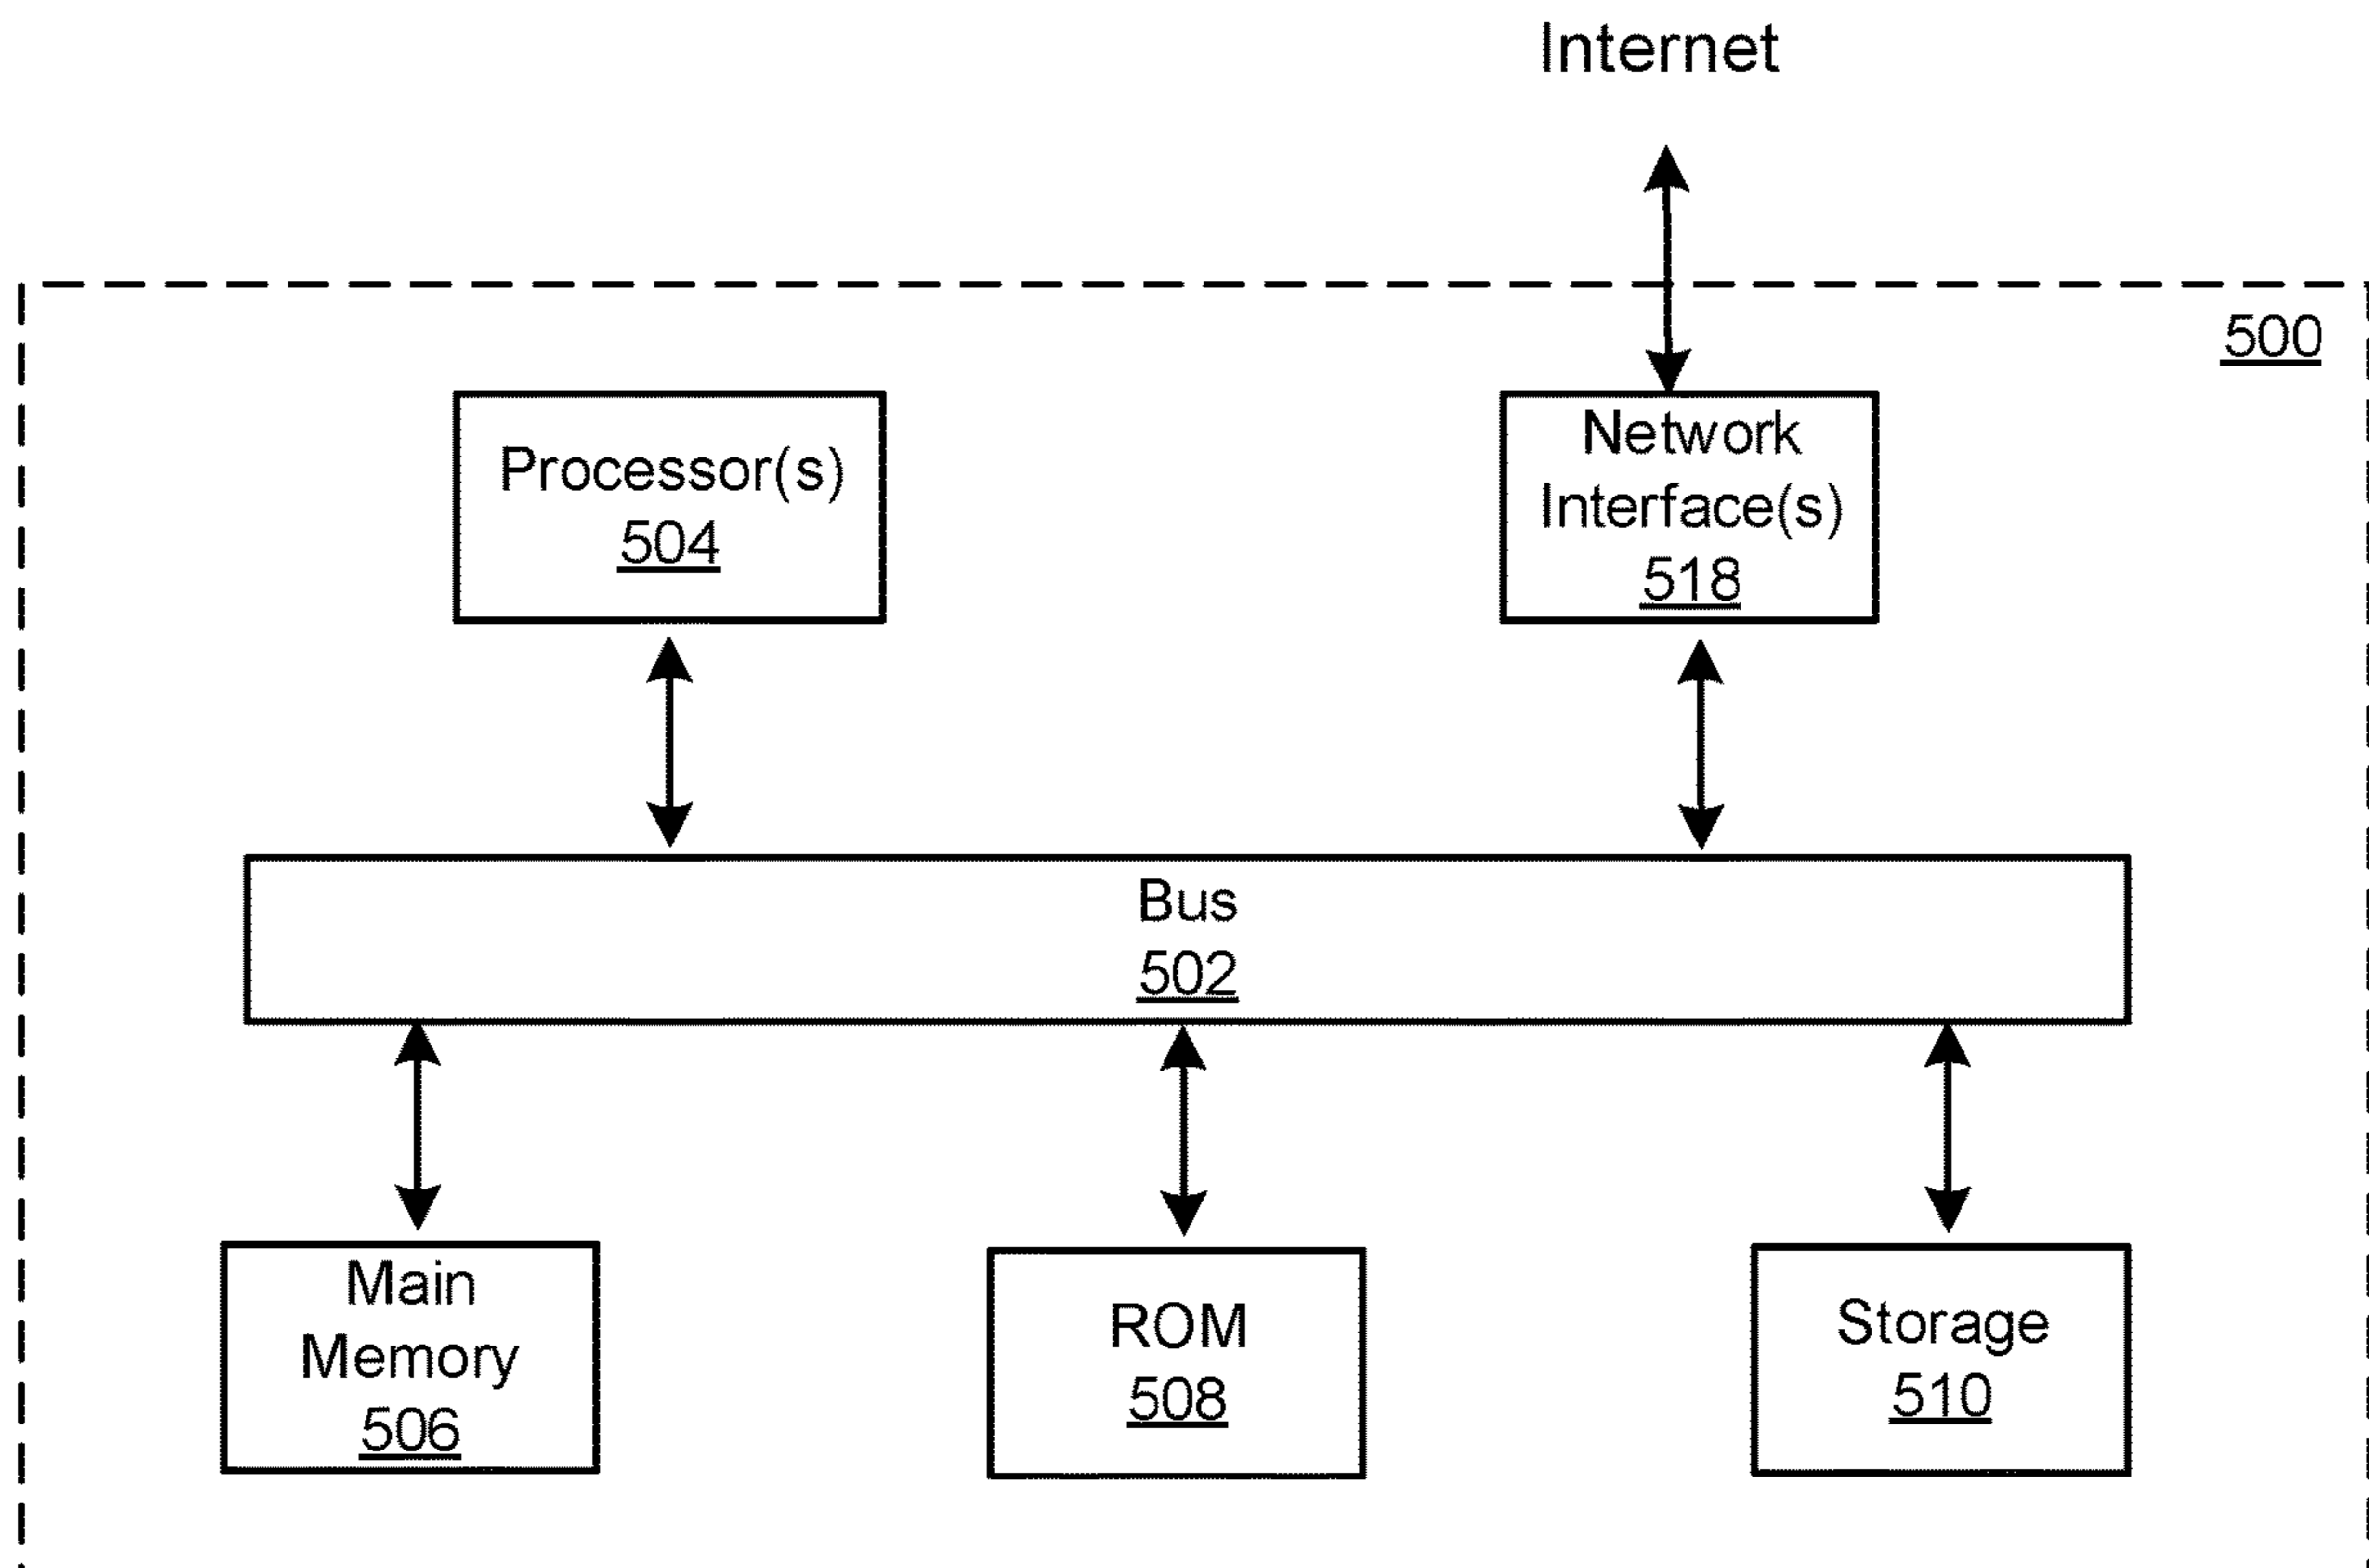 Internet
500
Processor(s)
504
Network
Interface(s)
518
Bus
502
Main
Memory
506
ROM
508
Storage
510